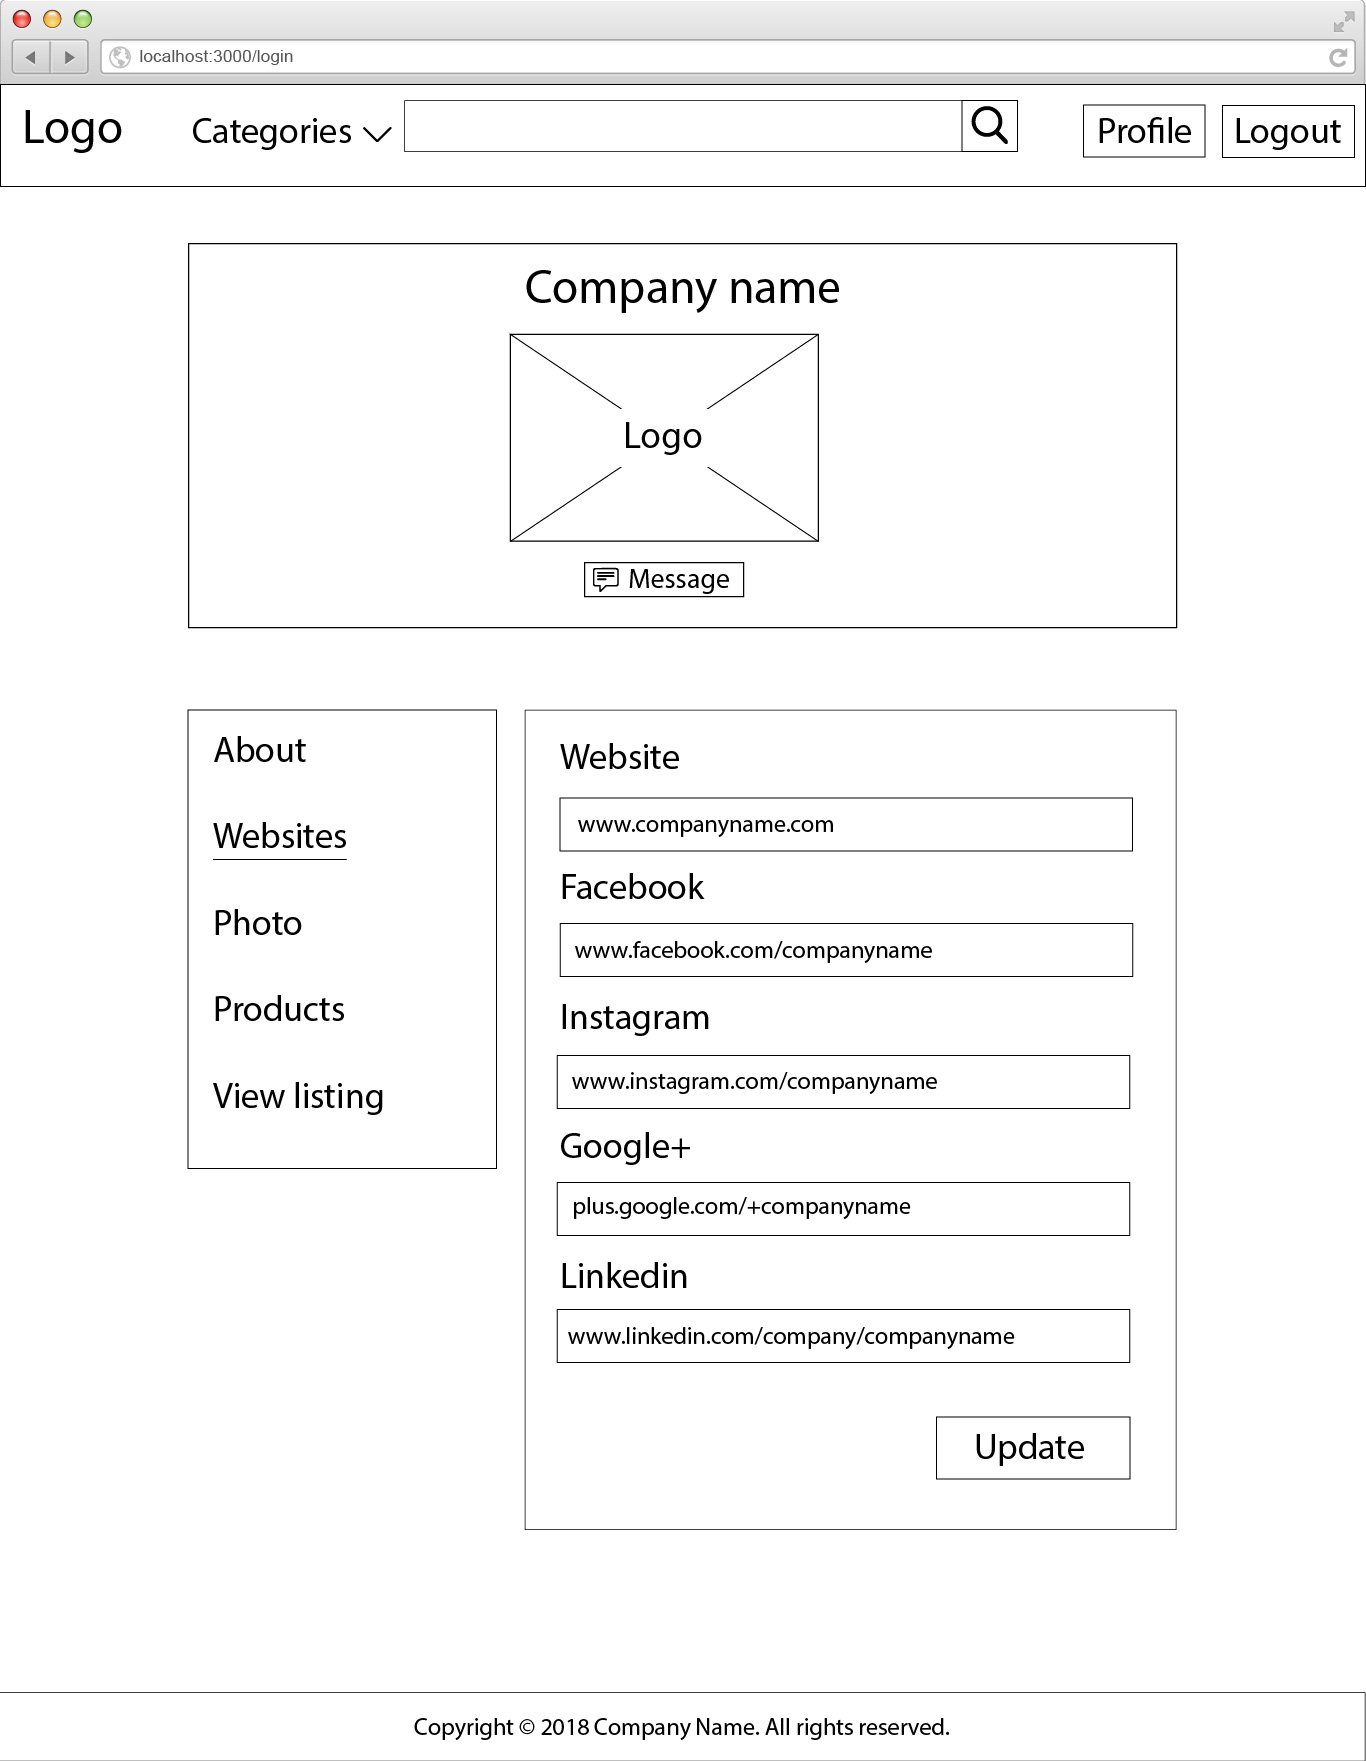 localhost:3000/login
Logo Categories Profile Logout
Company name
Logo
Message
About
Websites
Photo
Products
View listing
Website
www.companyname.com
Facebook
www.facebook.com/companyname
Instagram
www.instagram.com/companyname
Google+
plus.google.com/+companyname
Linkedin
www.linkedin.com/company/companyname
Update
Copyright © 2018 Company Name. All rights reserved.